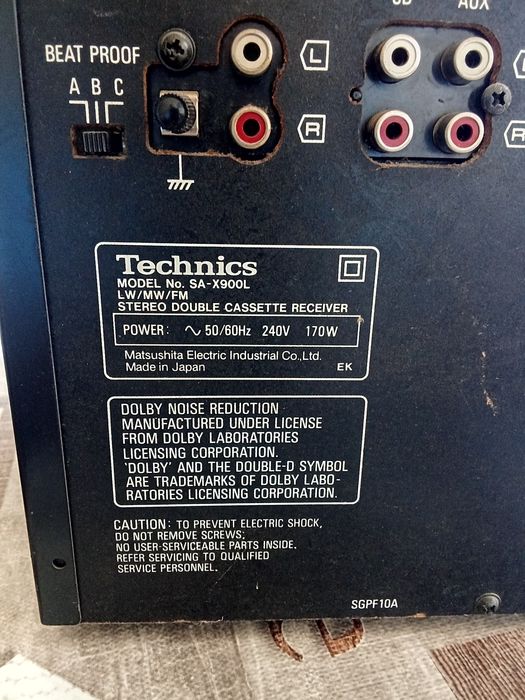 AUX
BEAT PROOF
A B C
L
R
Technics
MODEL No. SA-X900L
LW/MW/FM
STEREO DOUBLE CASSETTE RECEIVER
POWER: ∿ 50/60Hz 240V 170W
Matsushita Electric Industrial Co.,Ltd.
Made in Japan EK
DOLBY NOISE REDUCTION
MANUFACTURED UNDER LICENSE
FROM DOLBY LABORATORIES
LICENSING CORPORATION.
'DOLBY' AND THE DOUBLE-D SYMBOL
ARE TRADEMARKS OF DOLBY LABO-
RATORIES LICENSING CORPORATION.
CAUTION: TO PREVENT ELECTRIC SHOCK,
DO NOT REMOVE SCREWS;
NO USER-SERVICEABLE PARTS INSIDE.
REFER SERVICING TO QUALIFIED
SERVICE PERSONNEL.
SGPF10A